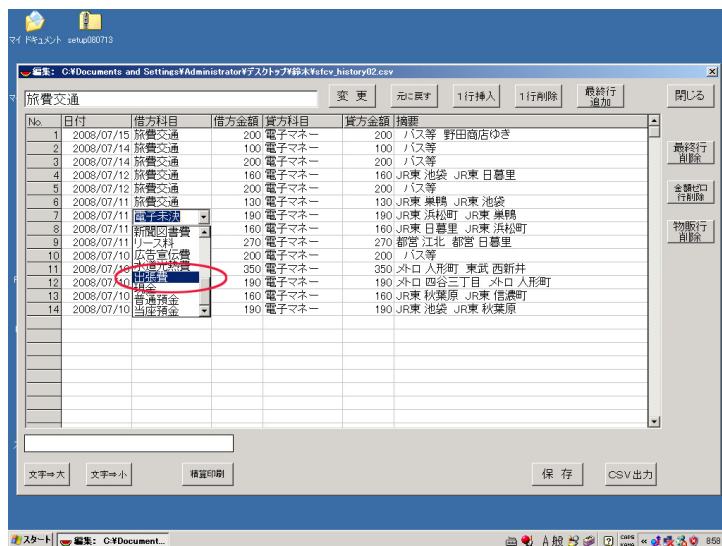 マイ ドキュメント setup080713
編集: C:¥Documents and Settings¥Administrator¥デスクトップ¥鈴木¥sfcv_history02.csv
旅費交通 変 更 元に戻す 1行挿入 1行削除 最終行追加 閉じる
No. 日付 借方科目 借方金額 貸方科目 貸方金額 摘要
1 2008/07/15 旅費交通 200 電子マネー 200 バス等 野田商店ゆき
2 2008/07/14 旅費交通 100 電子マネー 100 バス等
3 2008/07/14 旅費交通 200 電子マネー 200 バス等
4 2008/07/12 旅費交通 160 電子マネー 160 JR東 池袋 JR東 日暮里
5 2008/07/12 旅費交通 200 電子マネー 200 バス等
6 2008/07/11 旅費交通 130 電子マネー 130 JR東 巣鴨 JR東 池袋
7 2008/07/11 電子未決 190 電子マネー 190 JR東 浜松町 JR東 巣鴨
8 2008/07/11 新聞図書費 160 電子マネー 160 JR東 日暮里 JR東 浜松町
9 2008/07/11 リース料 270 電子マネー 270 都営 江北 都営 日暮里
10 2008/07/10 広告宣伝費 200 電子マネー 200 バス等
11 2008/07/10 水道光熱費 350 電子マネー 350 メトロ 人形町 東武 西新井
12 2008/07/10 出張費 190 電子マネー 190 メトロ 四谷三丁目 メトロ 人形町
13 2008/07/10 現金 160 電子マネー 160 JR東 秋葉原 JR東 信濃町
普通預金
14 2008/07/10 当座預金 190 電子マネー 190 JR東 池袋 JR東 秋葉原
最終行削除
金額ゼロ行削除
物販行削除
文字⇒大 文字⇒小 積算印刷 保 存 CSV出力
スタート 編集: C:¥Document... A 般 CAPS KANA « 8:58